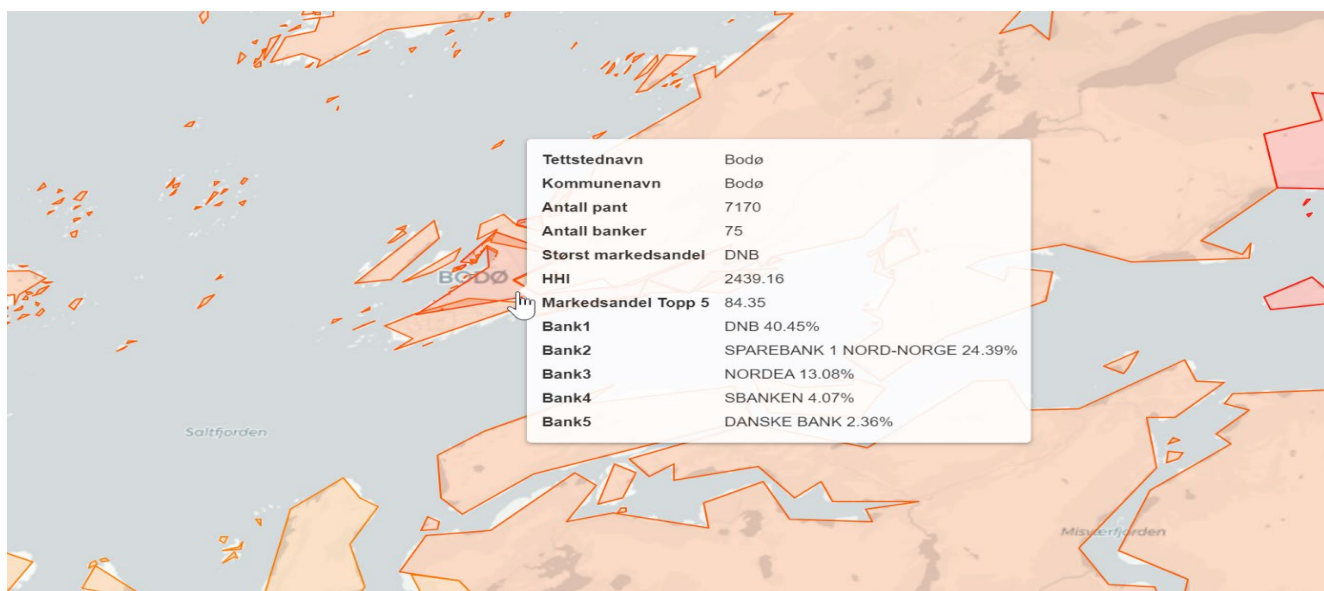 Tettstednavn Bodø
Kommunenavn Bodø
Antall pant 7170
Antall banker 75
Størst markedsandel DNB
BODØ
HHI 2439.16
Markedsandel Topp 5 84.35
Bank1 DNB 40.45%
Bank2 SPAREBANK 1 NORD-NORGE 24.39%
Bank3 NORDEA 13.08%
Bank4 SBANKEN 4.07%
Bank5 DANSKE BANK 2.36%
Saltfjorden
Misværfjorden